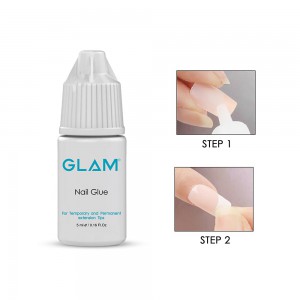 GLAM®
Nail Glue
For Temporary and Permanent
extension Tips
STEP 1
STEP 2